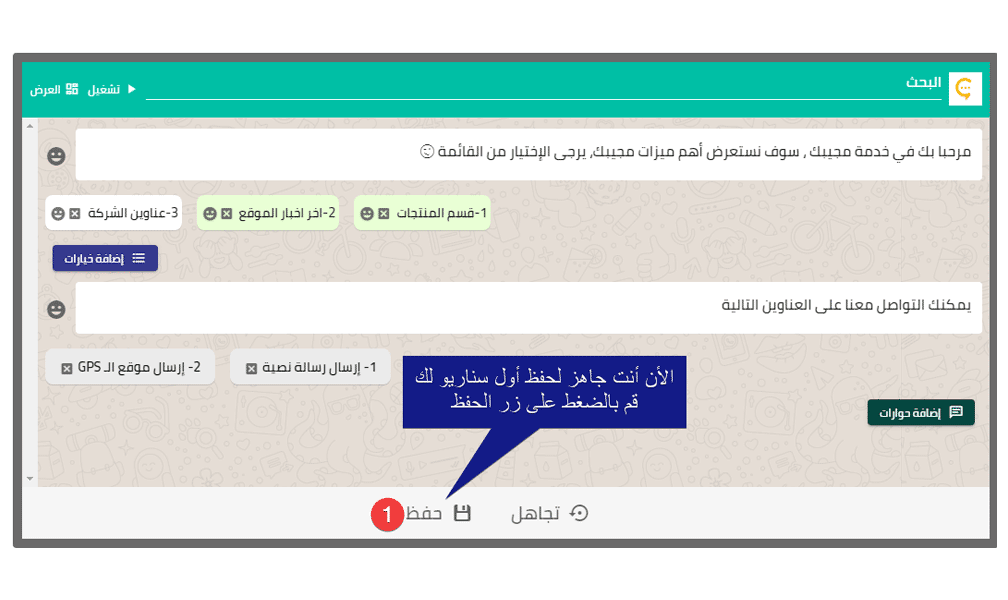 البحث
تشغيل
العرض
مرحبا بك في خدمة مجيبك , سوف نستعرض أهم ميزات مجيبك, يرجى الإختيار من القائمة
1-قسم المنتجات
2-اخر اخبار الموقع
3-عناوين الشركة
إضافة خيارات
يمكنك التواصل معنا على العناوين التالية
1- إرسال رسالة نصية
2- إرسال موقع الـ GPS
الأن أنت جاهز لحفظ أول سناريو لك
قم بالضغط على زر الحفظ
إضافة حوارات
تجاهل
حفظ
1